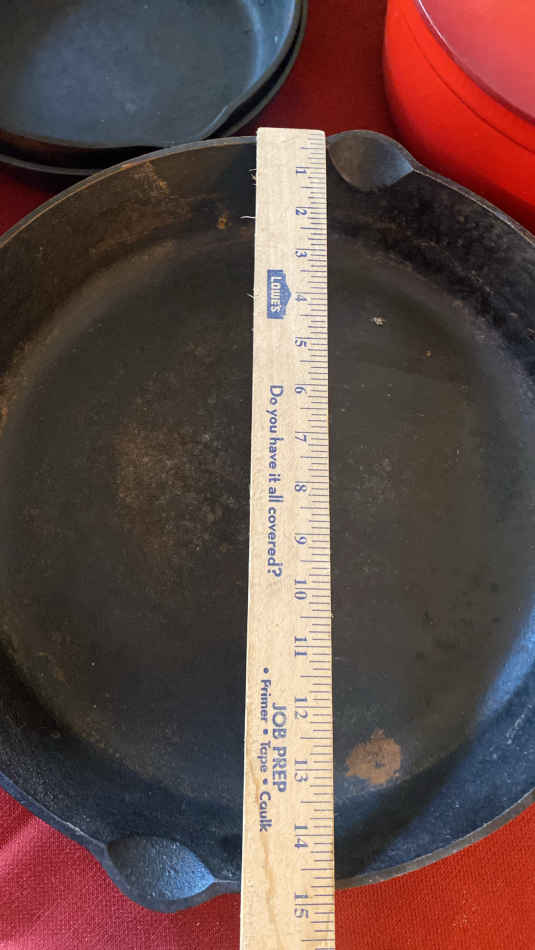 1 2 3 4 5 6 7 8 9 10 11 12 13 14 15
LOWE'S
Do you have it all covered?
JOB PREP
• Primer • Tape • Caulk